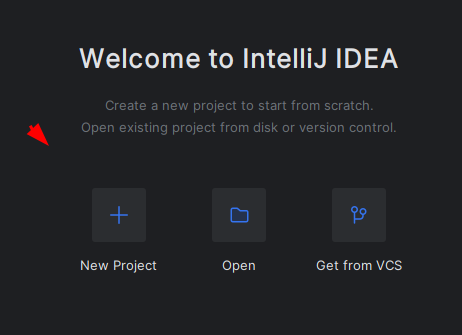 Welcome to IntelliJ IDEA
Create a new project to start from scratch.
Open existing project from disk or version control.
New Project
Open
Get from VCS